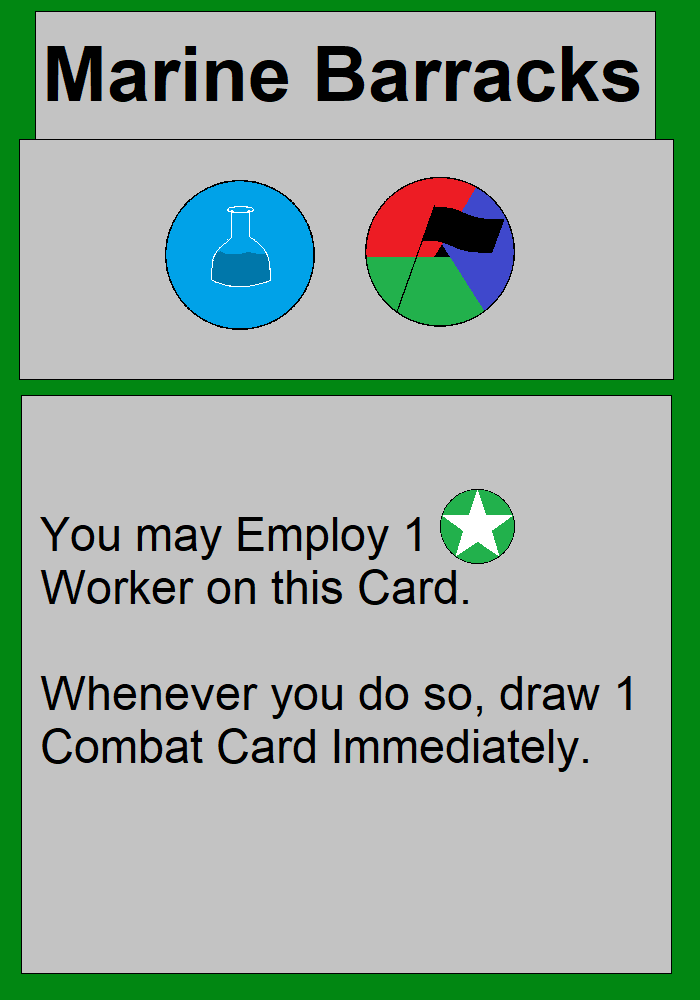 Marine Barracks
You may Employ 1
Worker on this Card.
Whenever you do so, draw 1
Combat Card Immediately.